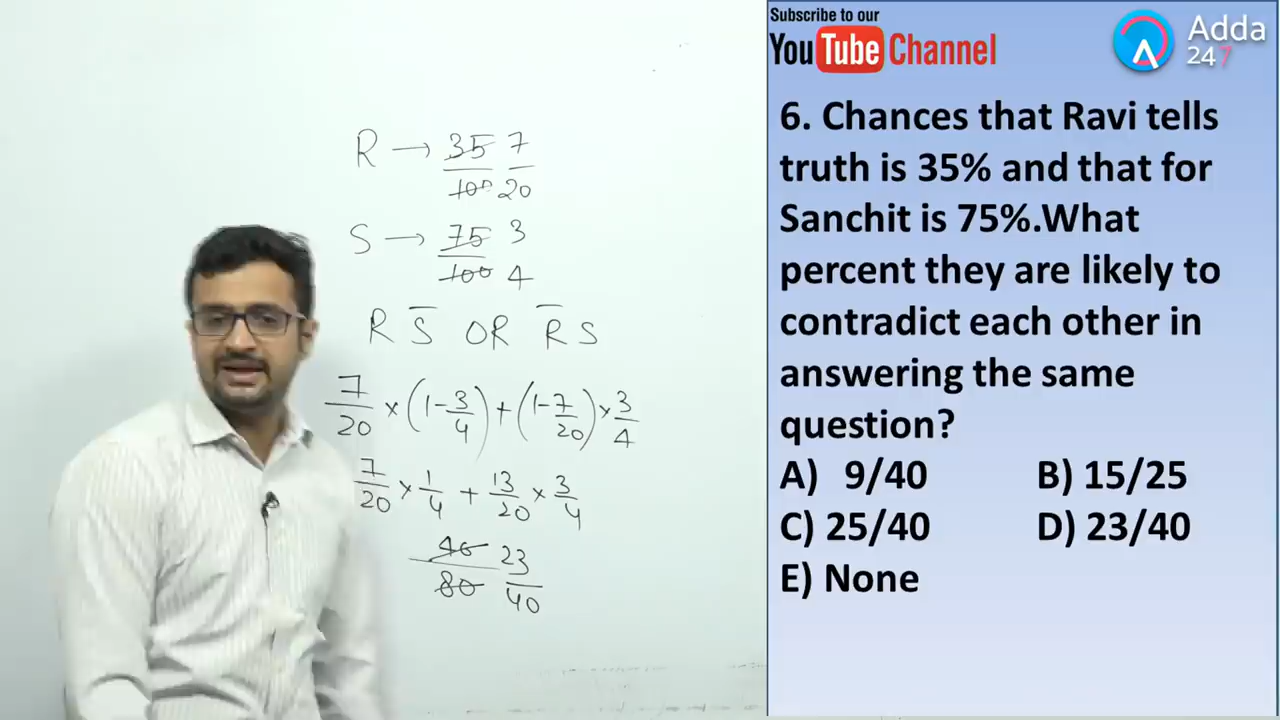 R → 35/100 7/20
S → 75/100 3/4
R S̅ OR R̅ S
7/20 × (1 - 3/4) + (1 - 7/20) × 3/4
7/20 × 1/4 + 13/20 × 3/4
46/80 23/40
Subscribe to our
YouTube Channel
Adda
247
6. Chances that Ravi tells
truth is 35% and that for
Sanchit is 75%.What
percent they are likely to
contradict each other in
answering the same
question?
A) 9/40 B) 15/25
C) 25/40 D) 23/40
E) None